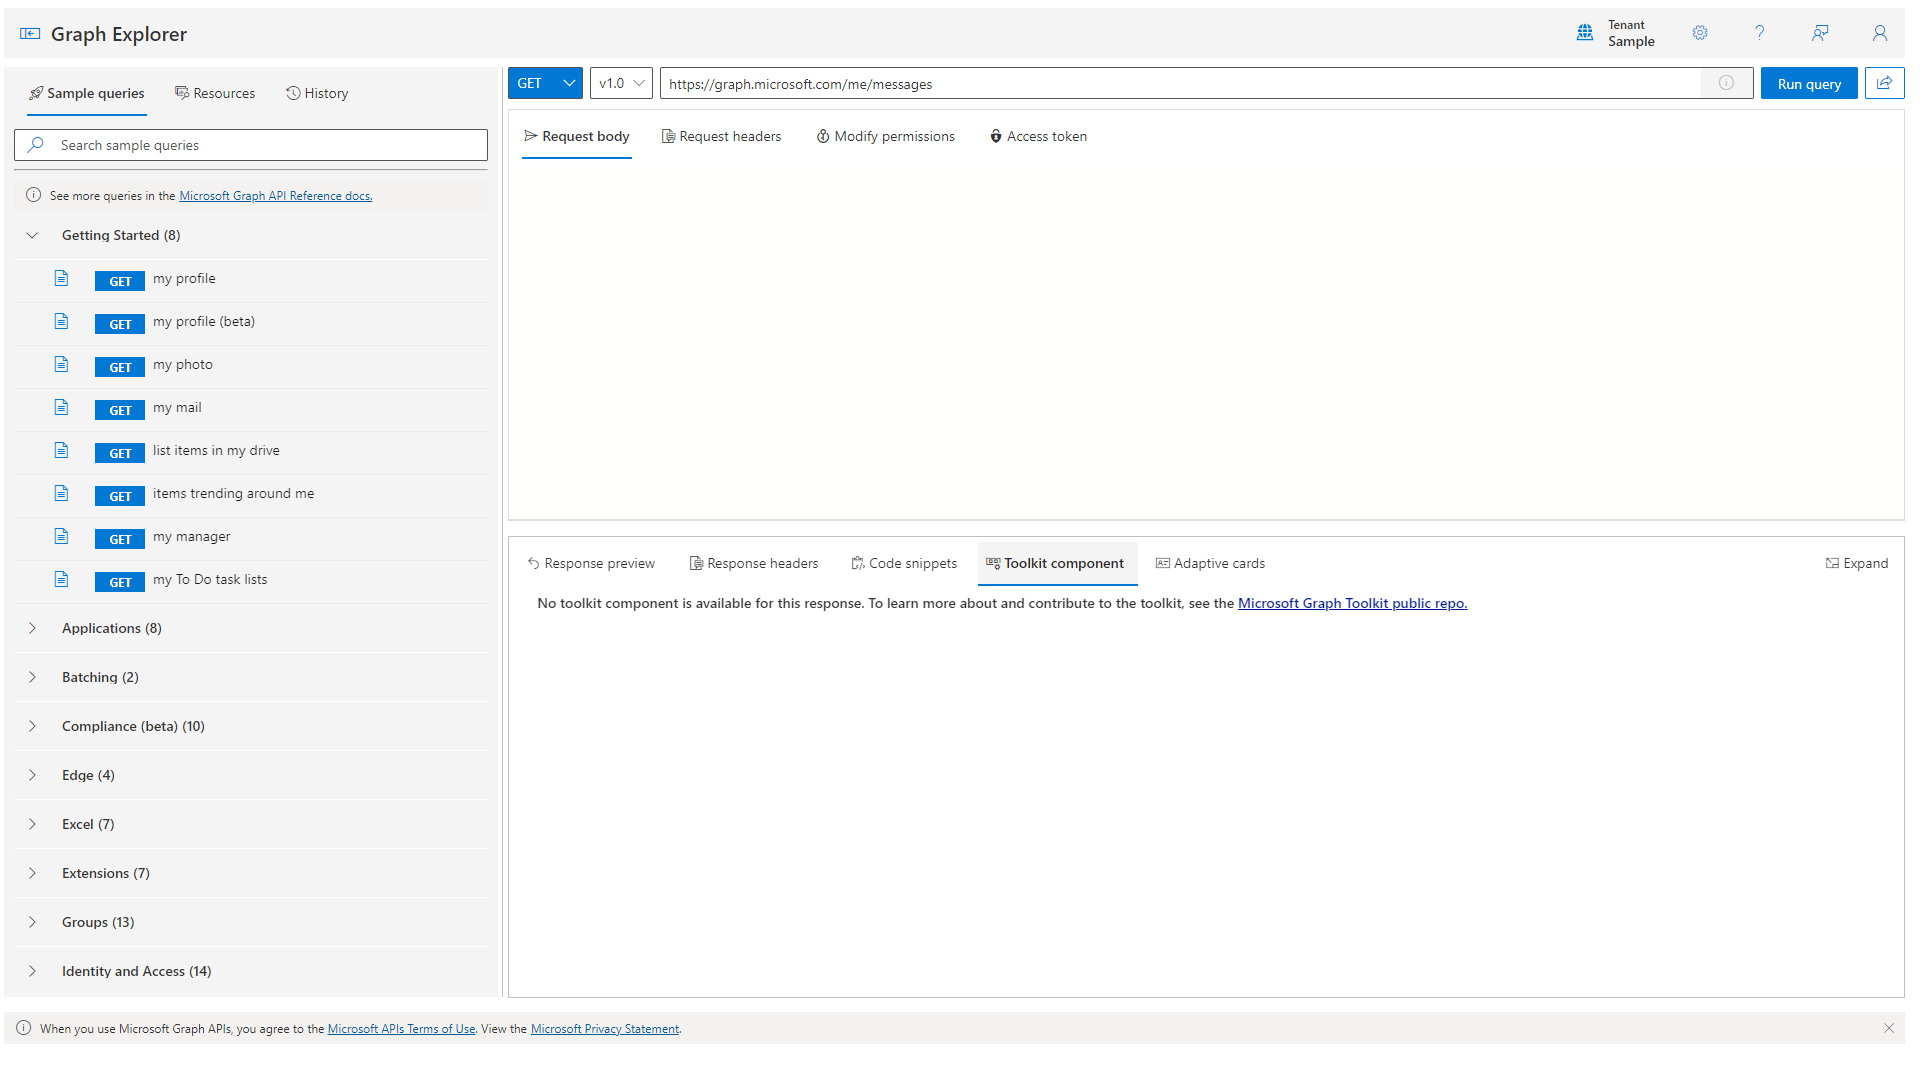 Graph Explorer
Tenant
Sample
?
Sample queries
Resources
History
Search sample queries
See more queries in the Microsoft Graph API Reference docs.
Getting Started (8)
GET my profile
GET my profile (beta)
GET my photo
GET my mail
GET list items in my drive
GET items trending around me
GET my manager
GET my To Do task lists
Applications (8)
Batching (2)
Compliance (beta) (10)
Edge (4)
Excel (7)
Extensions (7)
Groups (13)
Identity and Access (14)
GET
v1.0
https://graph.microsoft.com/me/messages
Run query
Request body
Request headers
Modify permissions
Access token
Response preview
Response headers
Code snippets
Toolkit component
Adaptive cards
Expand
No toolkit component is available for this response. To learn more about and contribute to the toolkit, see the Microsoft Graph Toolkit public repo.
When you use Microsoft Graph APIs, you agree to the Microsoft APIs Terms of Use. View the Microsoft Privacy Statement.